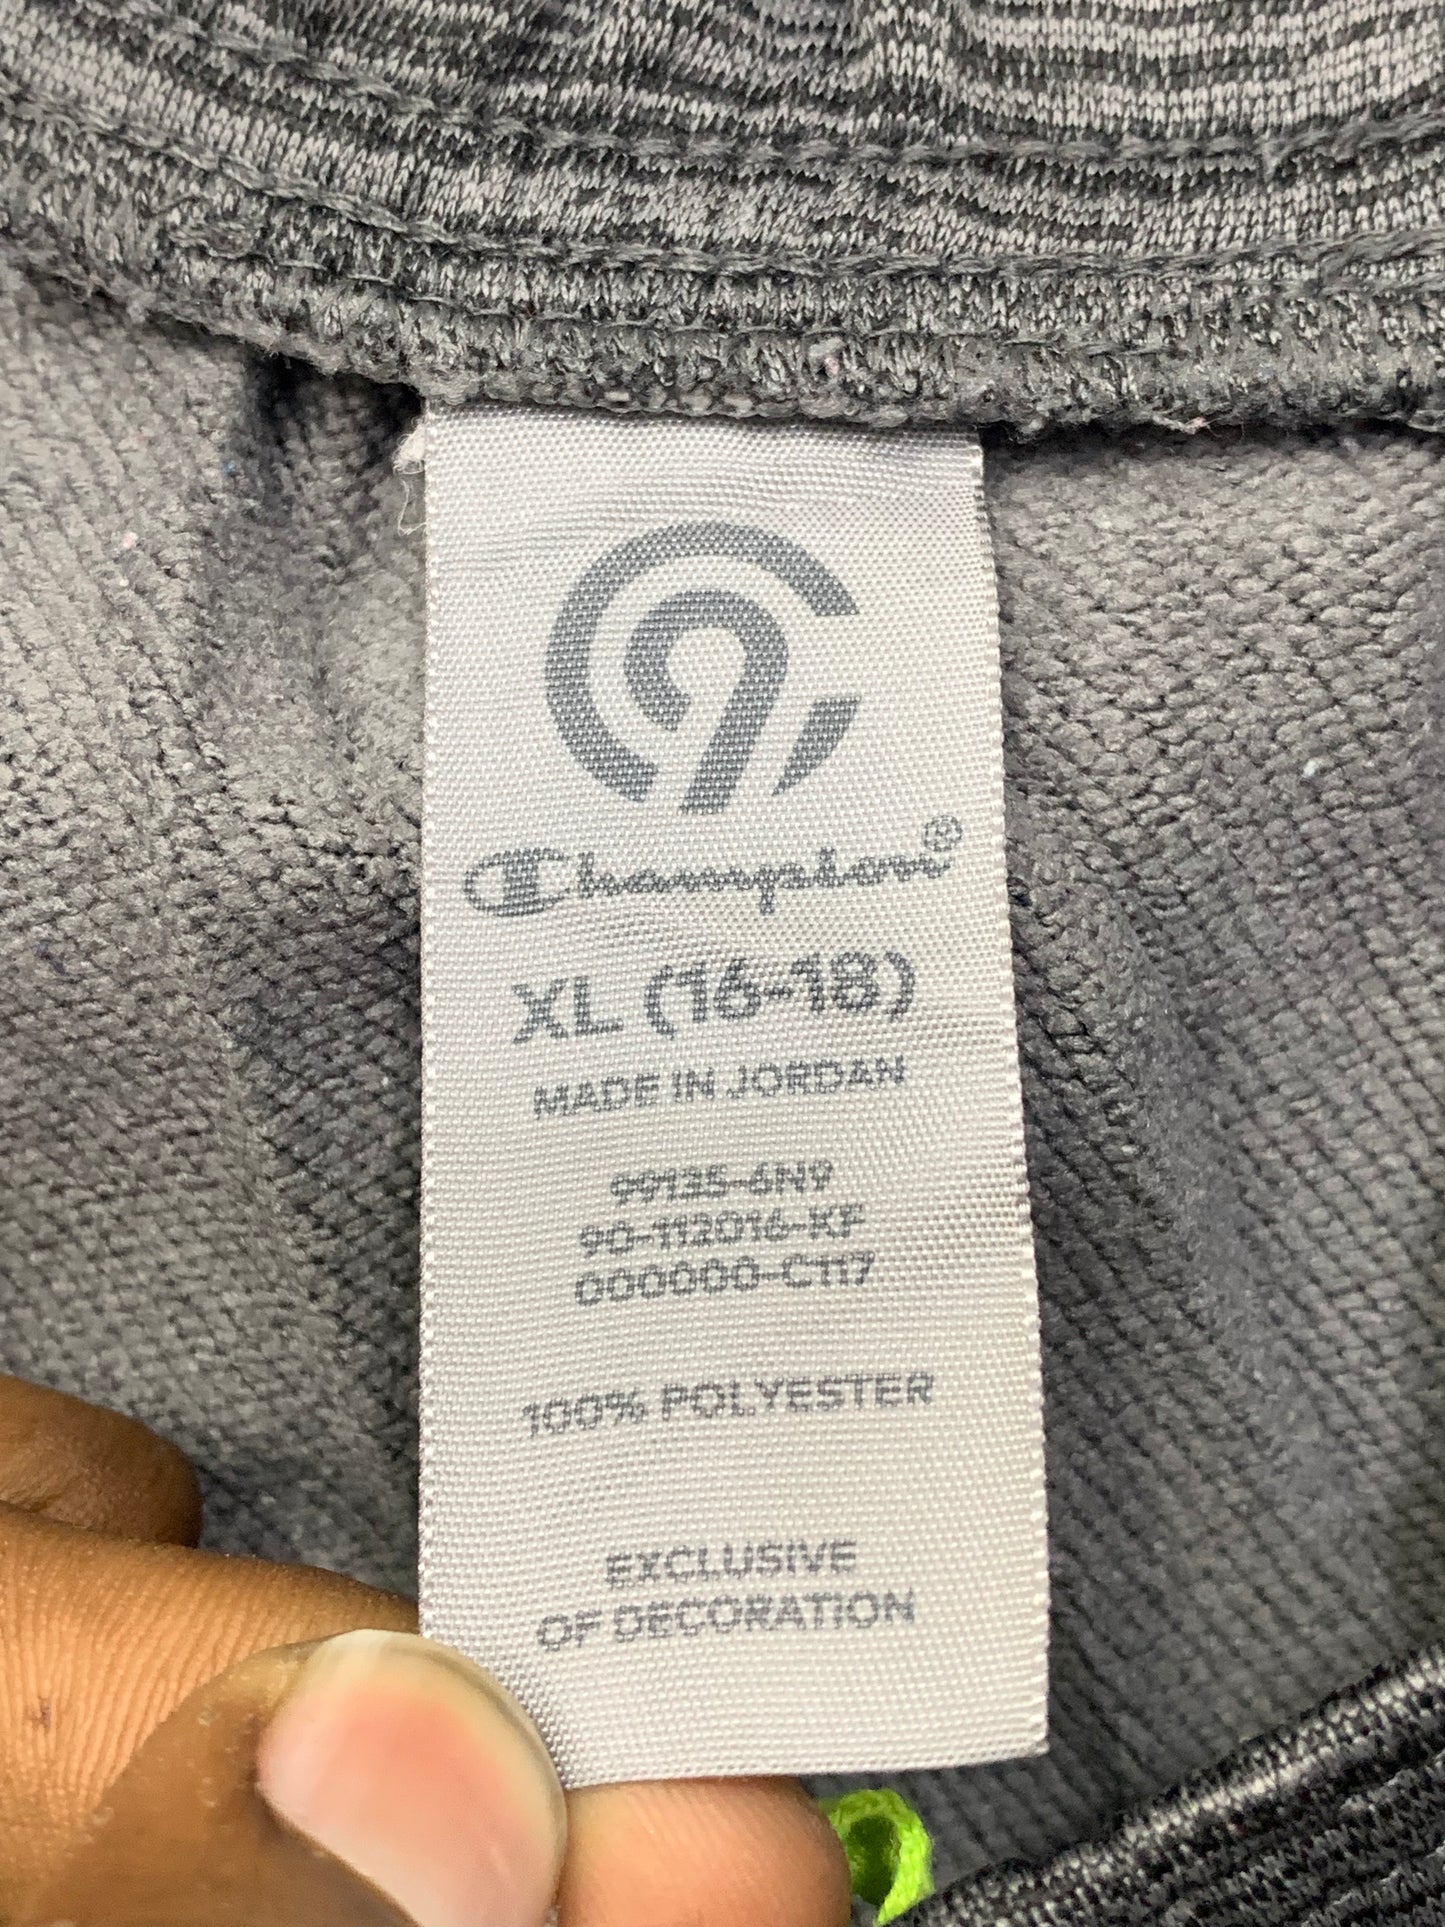 C9
Champion®
XL (16-18)
MADE IN JORDAN
99135-6N9
90-112016-KF
000000-C117
100% POLYESTER
EXCLUSIVE
OF DECORATION